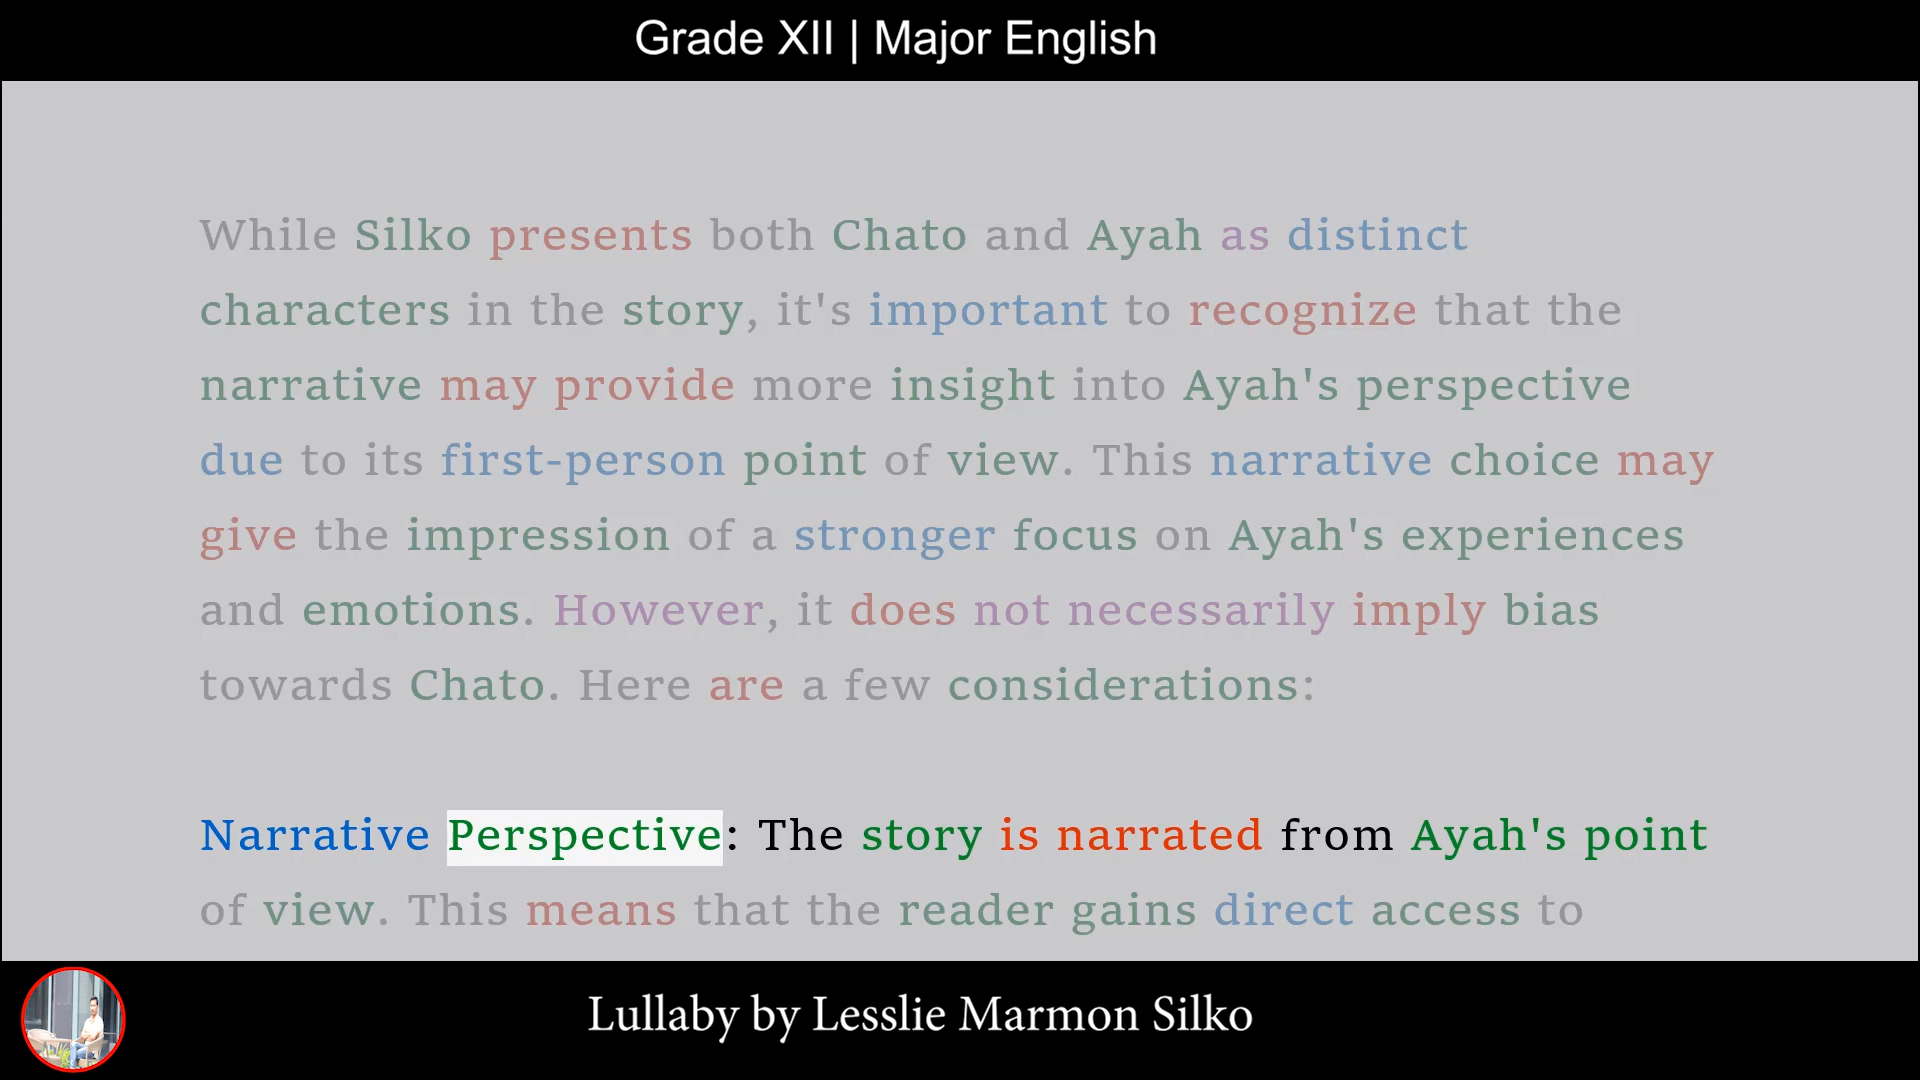 Grade XII | Major English
While Silko presents both Chato and Ayah as distinct
characters in the story, it's important to recognize that the
narrative may provide more insight into Ayah's perspective
due to its first-person point of view. This narrative choice may
give the impression of a stronger focus on Ayah's experiences
and emotions. However, it does not necessarily imply bias
towards Chato. Here are a few considerations:
Narrative Perspective: The story is narrated from Ayah's point
of view. This means that the reader gains direct access to
Lullaby by Lesslie Marmon Silko